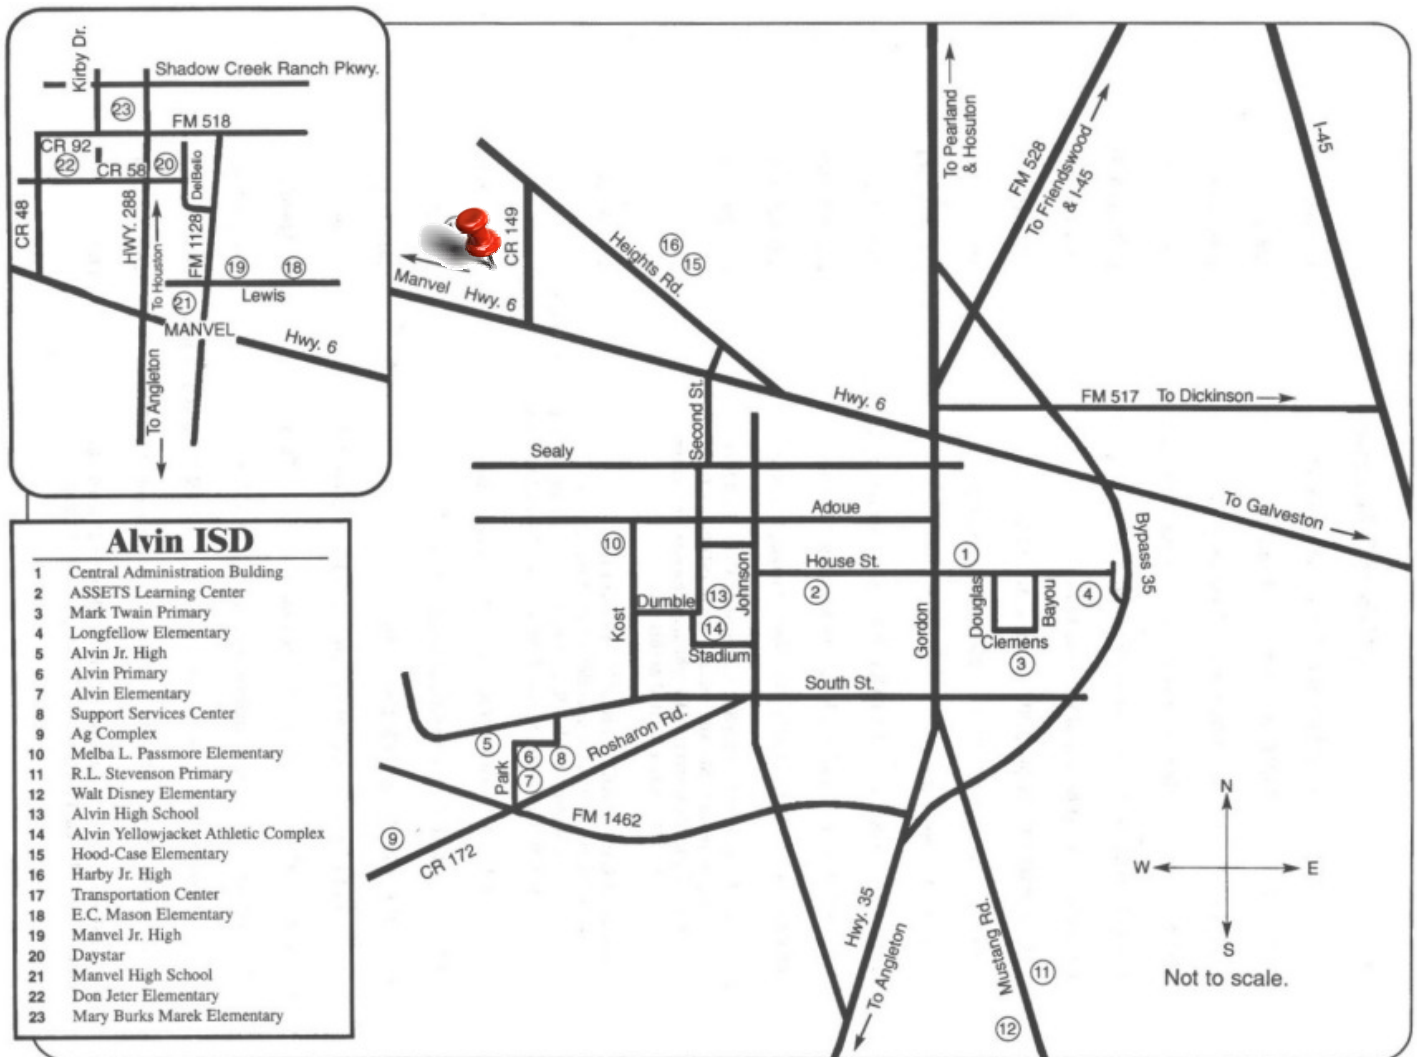 Kirby Dr.
Shadow Creek Ranch Pkwy.
23
FM 518
CR 92
22
CR 58
20
DelBello
CR 48
HWY. 288
To Houston
FM 1128
19
18
Lewis
21
MANVEL
Hwy. 6
To Angleton
To Pearland
& Hosuton
FM 528
To Friendswood
& I-45
I-45
CR 149
Manvel Hwy. 6
Heights Rd.
16
15
Second St.
Hwy. 6
FM 517 To Dickinson
To Galveston
Sealy
Adoue
Bypass 35
10
House St.
1
2
Johnson
13
Dumble
14
Stadium
Kost
Gordon
Douglas
Bayou
4
Clemens
3
South St.
5
6
8
7
Park
Rosharon Rd.
9
CR 172
FM 1462
Hwy. 35
To Angleton
Mustang Rd.
11
12
N
W E
S
Not to scale.
Alvin ISD
1 Central Administration Bulding
2 ASSETS Learning Center
3 Mark Twain Primary
4 Longfellow Elementary
5 Alvin Jr. High
6 Alvin Primary
7 Alvin Elementary
8 Support Services Center
9 Ag Complex
10 Melba L. Passmore Elementary
11 R.L. Stevenson Primary
12 Walt Disney Elementary
13 Alvin High School
14 Alvin Yellowjacket Athletic Complex
15 Hood-Case Elementary
16 Harby Jr. High
17 Transportation Center
18 E.C. Mason Elementary
19 Manvel Jr. High
20 Daystar
21 Manvel High School
22 Don Jeter Elementary
23 Mary Burks Marek Elementary